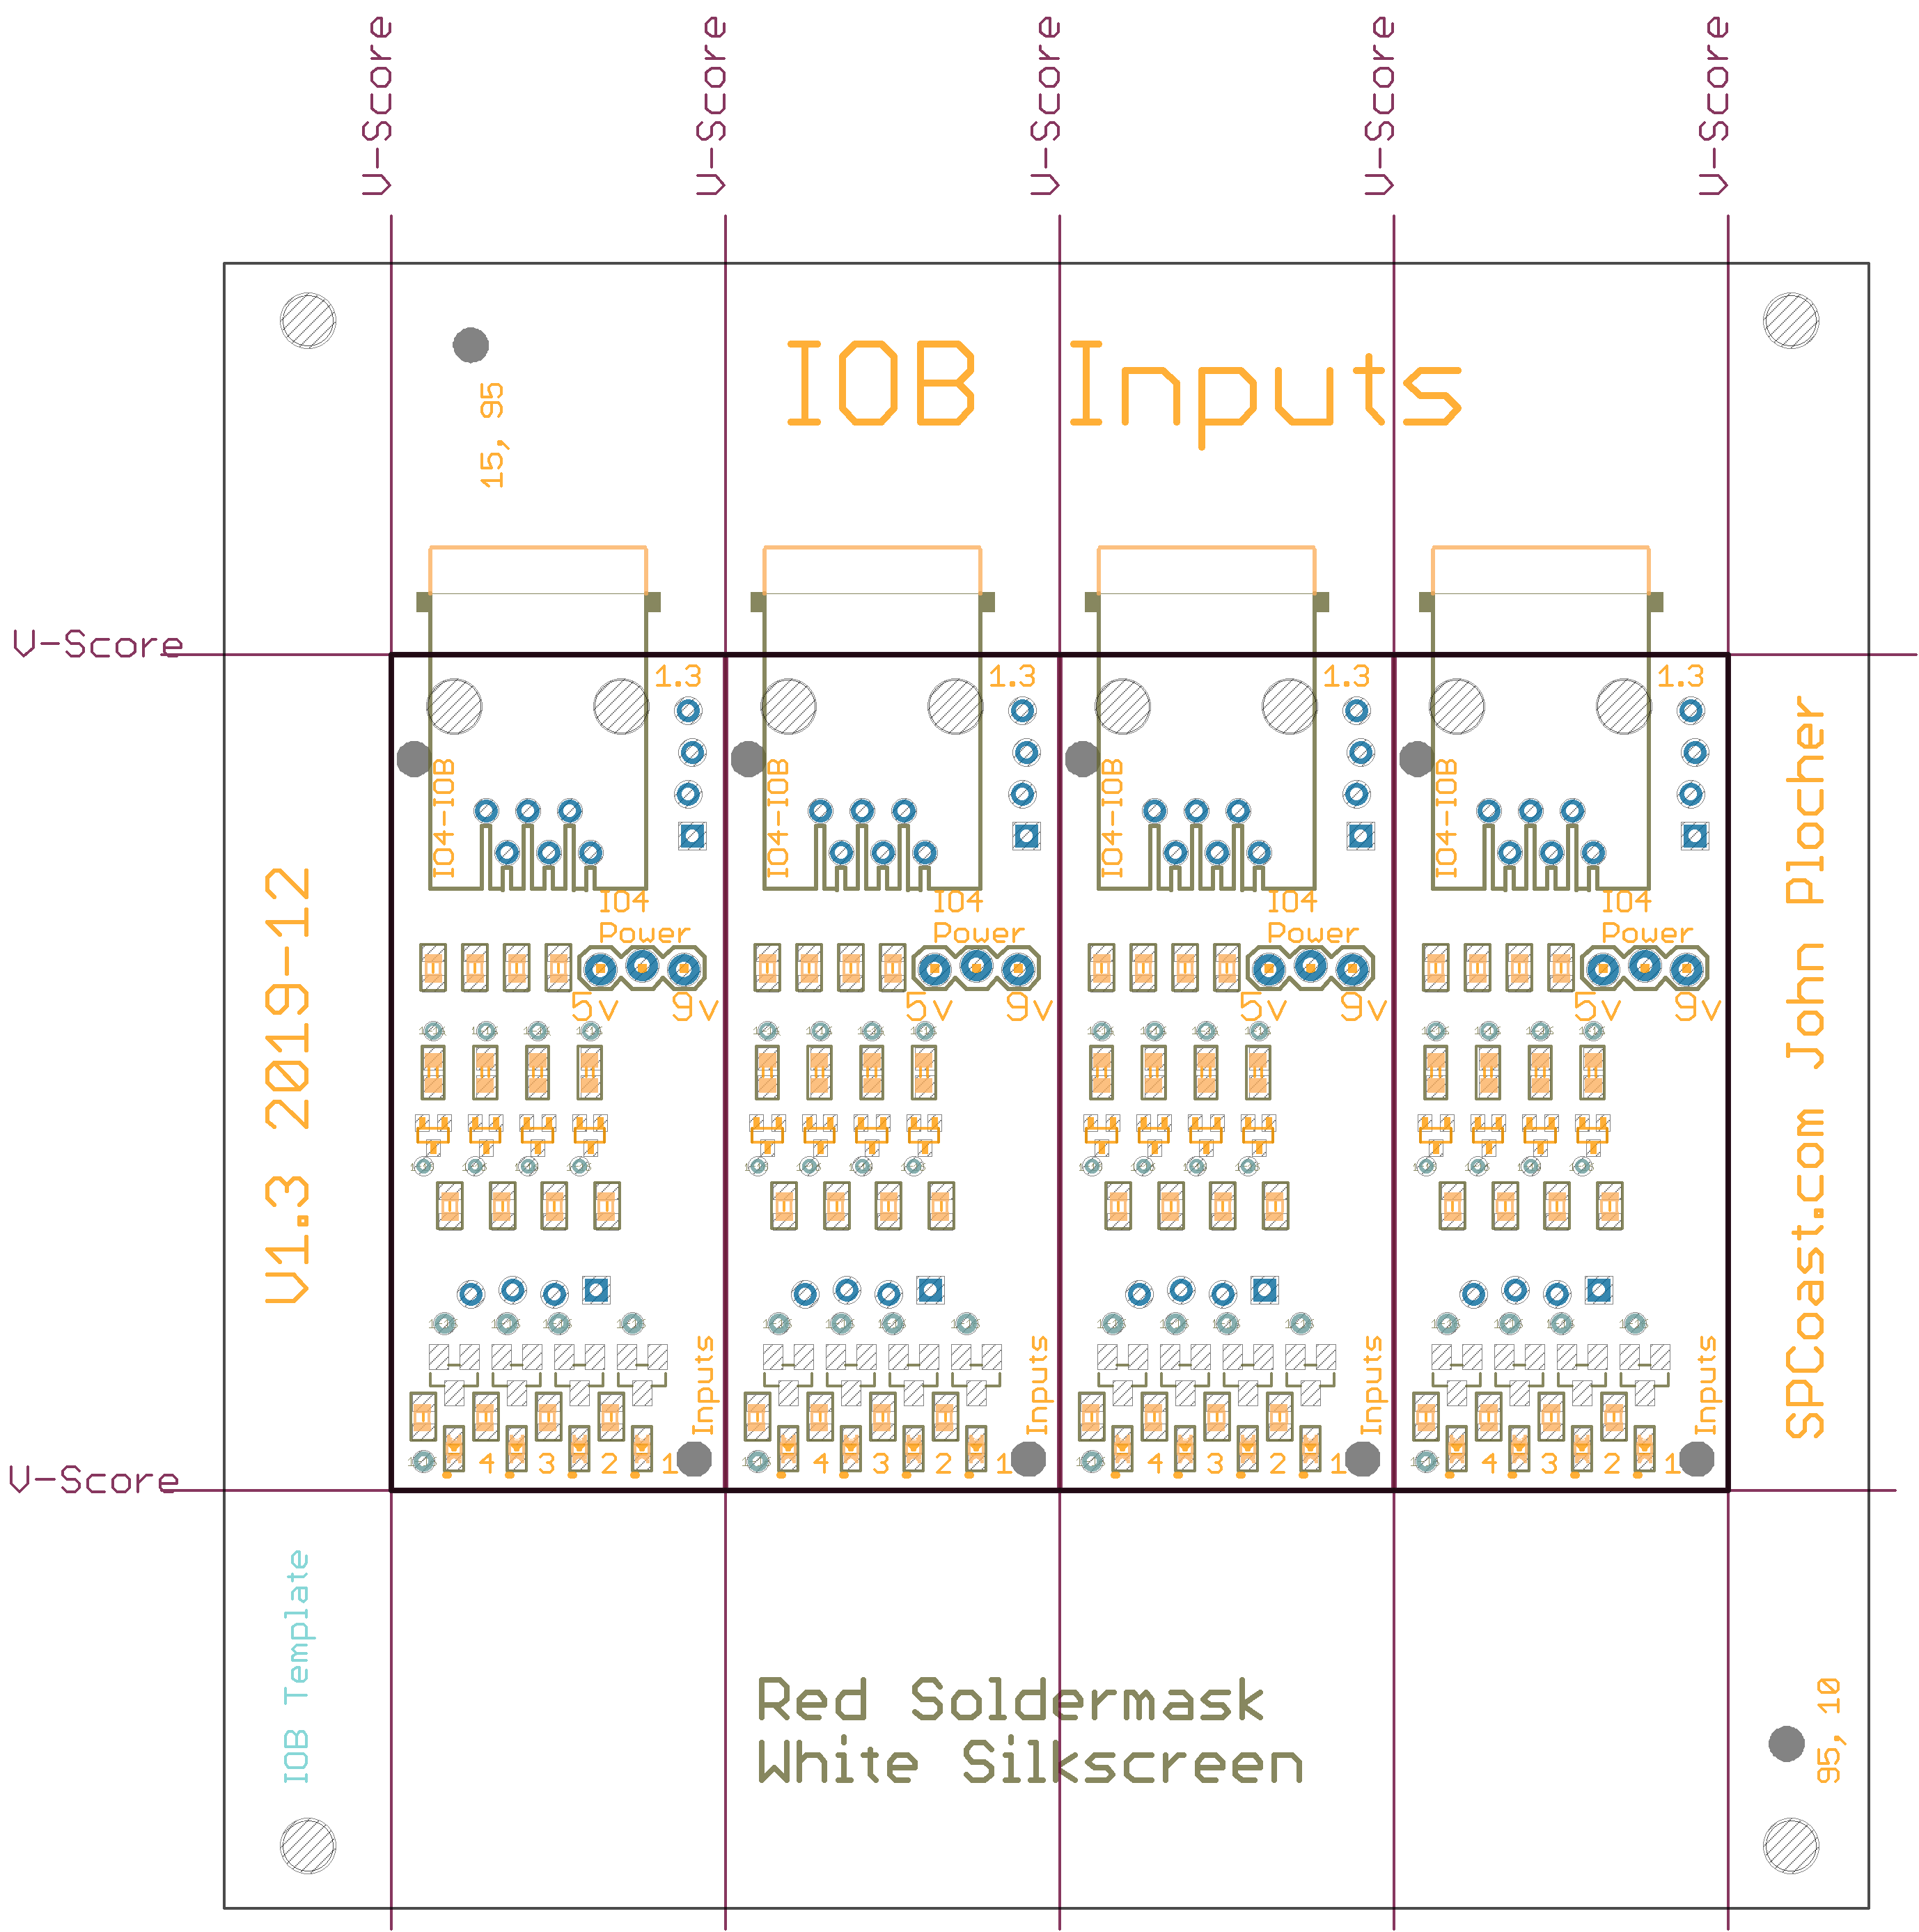 V-Score
V-Score
V-Score
V-Score
V-Score
IOB Inputs
15, 95
V-Score
1.3
1.3
1.3
1.3
IO4-IOB
IO4-IOB
IO4-IOB
IO4-IOB
IO4
Power
IO4
Power
IO4
Power
IO4
Power
5v 9v
5v 9v
5v 9v
5v 9v
V1.3 2019-12
SPCoast.com John Plocher
Inputs
Inputs
Inputs
Inputs
4 3 2 1
4 3 2 1
4 3 2 1
4 3 2 1
V-Score
IOB Template
Red Soldermask
White Silkscreen
95, 10